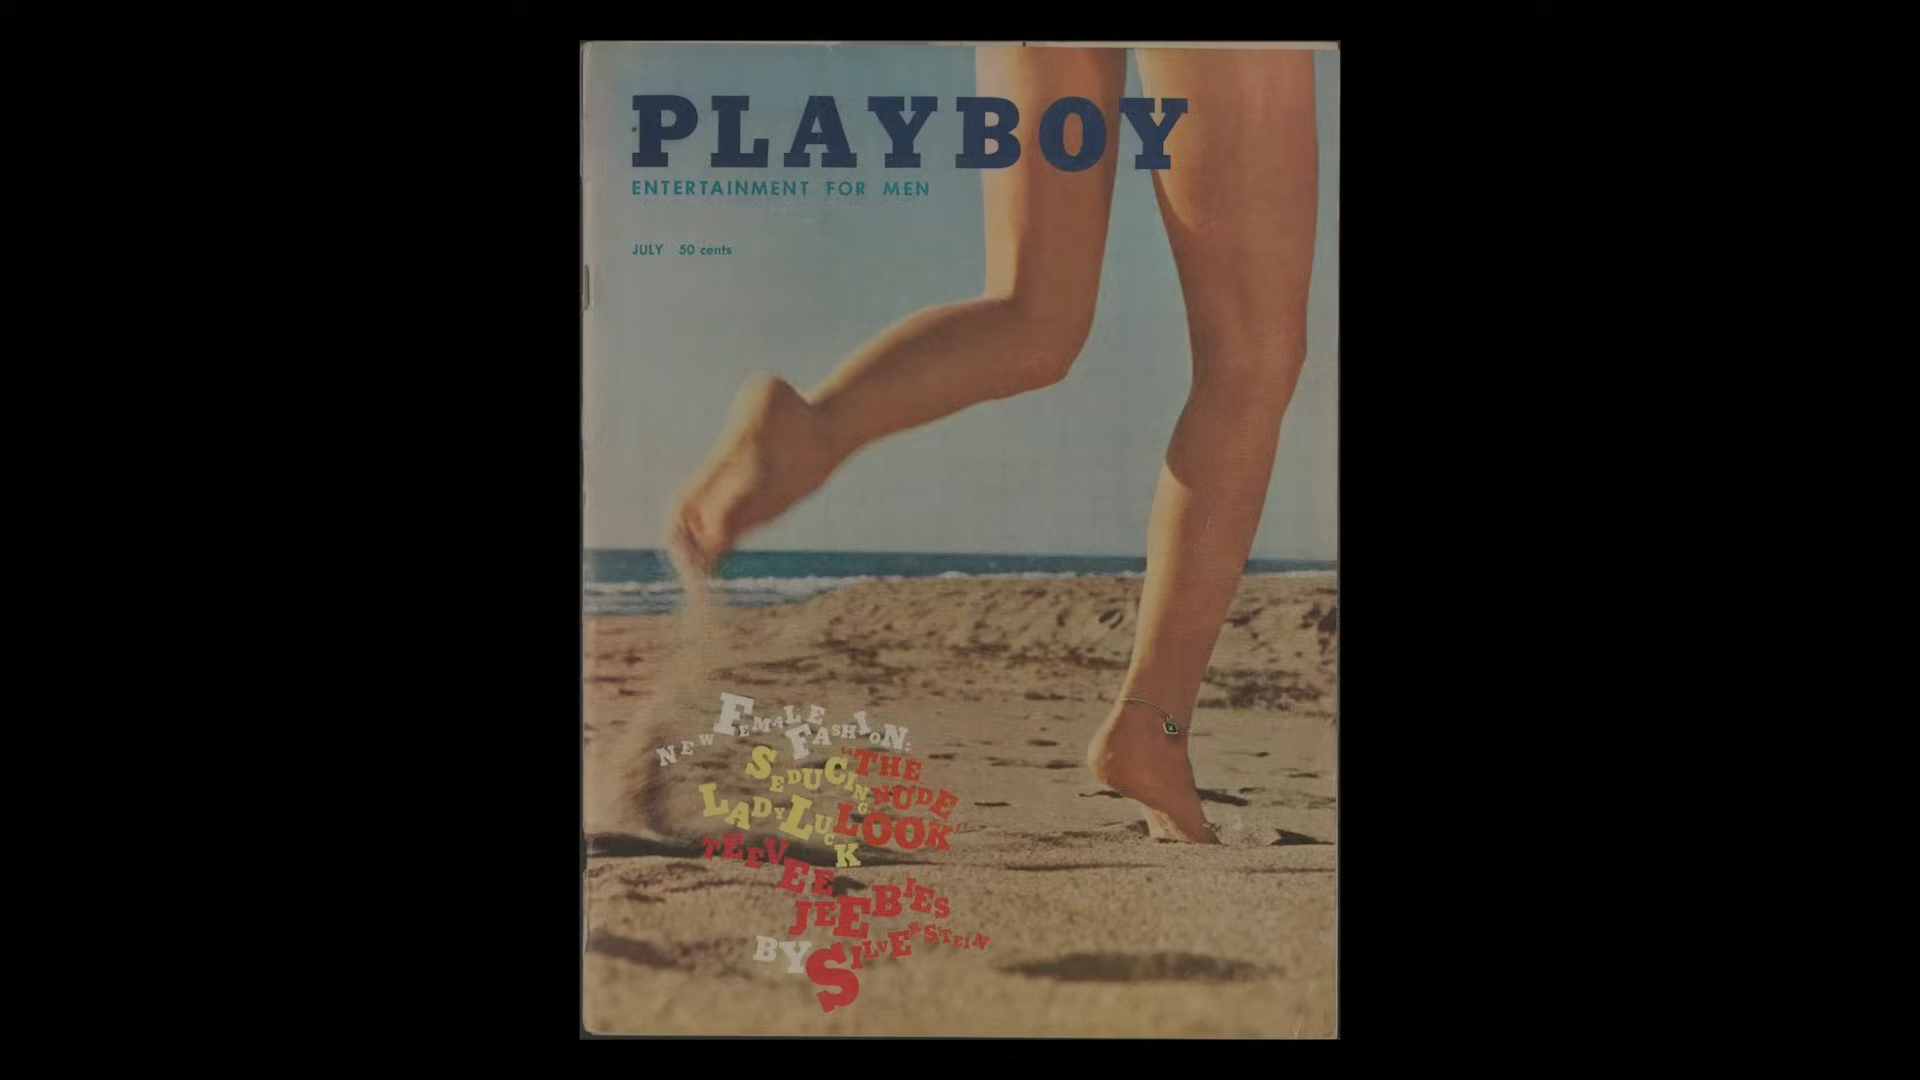 PLAYBOY
ENTERTAINMENT FOR MEN
JULY 50 cents
NEW FEMALE FASHION:
"THE NUDE LOOK"
SEDUCING LADY LUCK
TEEVEE JEEBIES
BY SILVERSTEIN